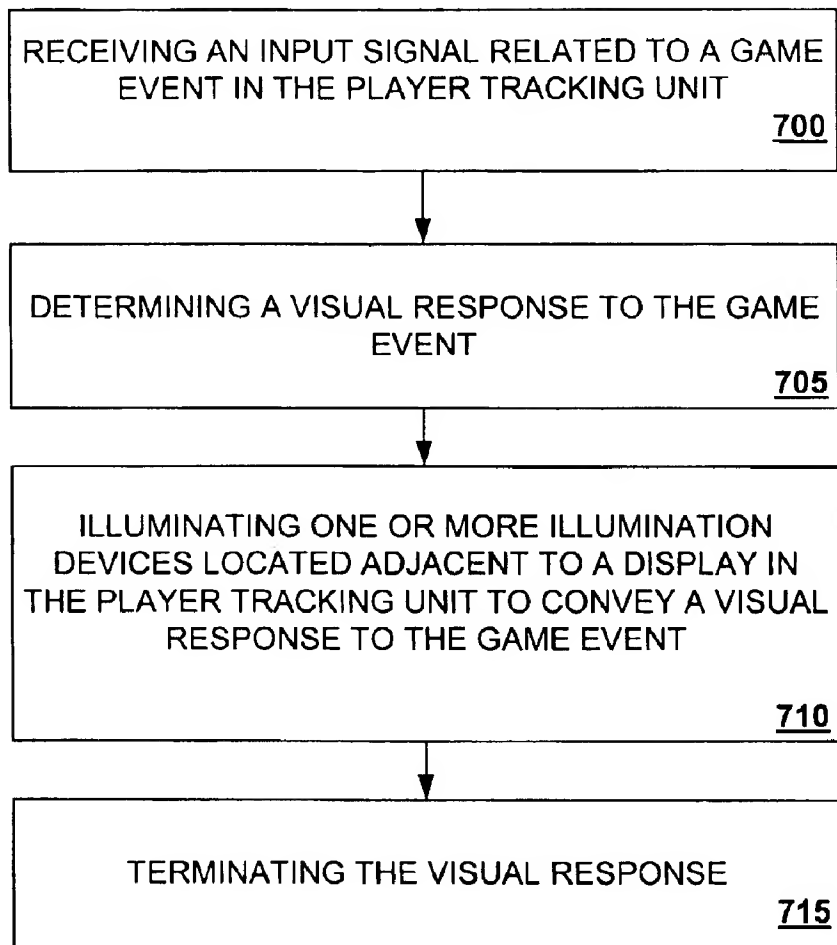 RECEIVING AN INPUT SIGNAL RELATED TO A GAME
EVENT IN THE PLAYER TRACKING UNIT
700
DETERMINING A VISUAL RESPONSE TO THE GAME
EVENT
705
ILLUMINATING ONE OR MORE ILLUMINATION
DEVICES LOCATED ADJACENT TO A DISPLAY IN
THE PLAYER TRACKING UNIT TO CONVEY A VISUAL
RESPONSE TO THE GAME EVENT
710
TERMINATING THE VISUAL RESPONSE
715